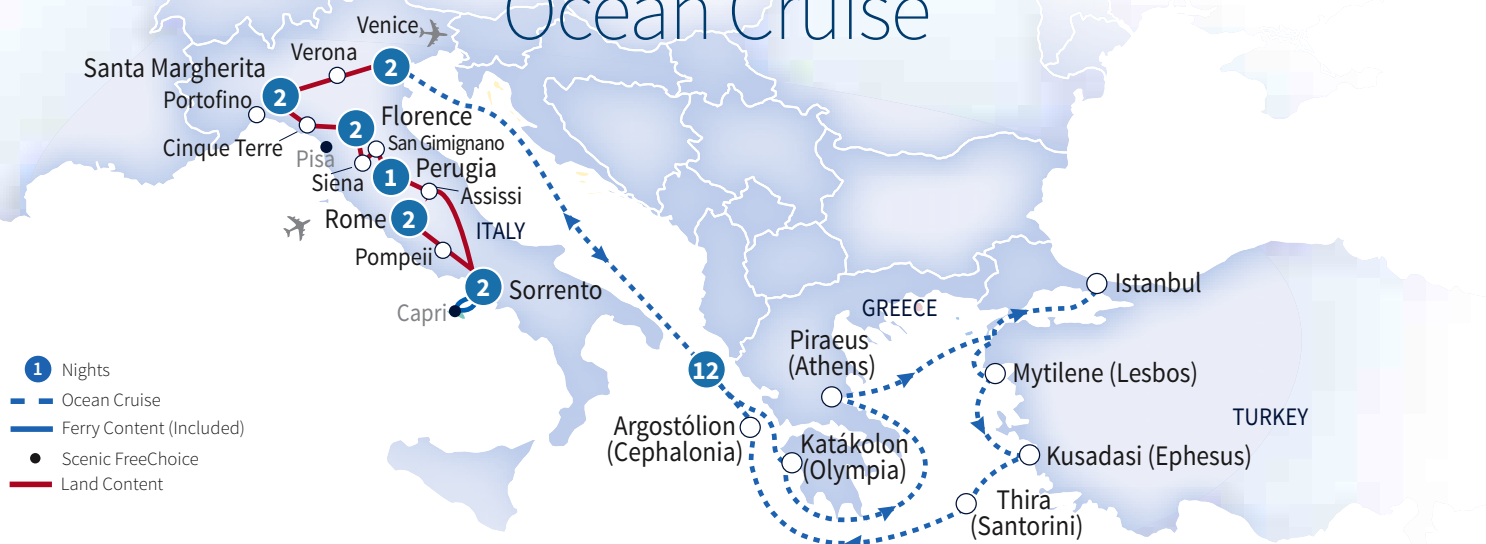 Ocean Cruise
Venice
Verona
2
Santa Margherita
2
Portofino
Florence
2
Cinque Terre
San Gimignano
Pisa
Siena
Perugia
1
Assissi
Rome
2
ITALY
Pompeii
2
Sorrento
Capri
Istanbul
GREECE
Piraeus
(Athens)
12
Mytilene (Lesbos)
TURKEY
Argostólion
(Cephalonia)
Katákolon
(Olympia)
Kusadasi (Ephesus)
Thira
(Santorini)
1 Nights
Ocean Cruise
Ferry Content (Included)
Scenic FreeChoice
Land Content